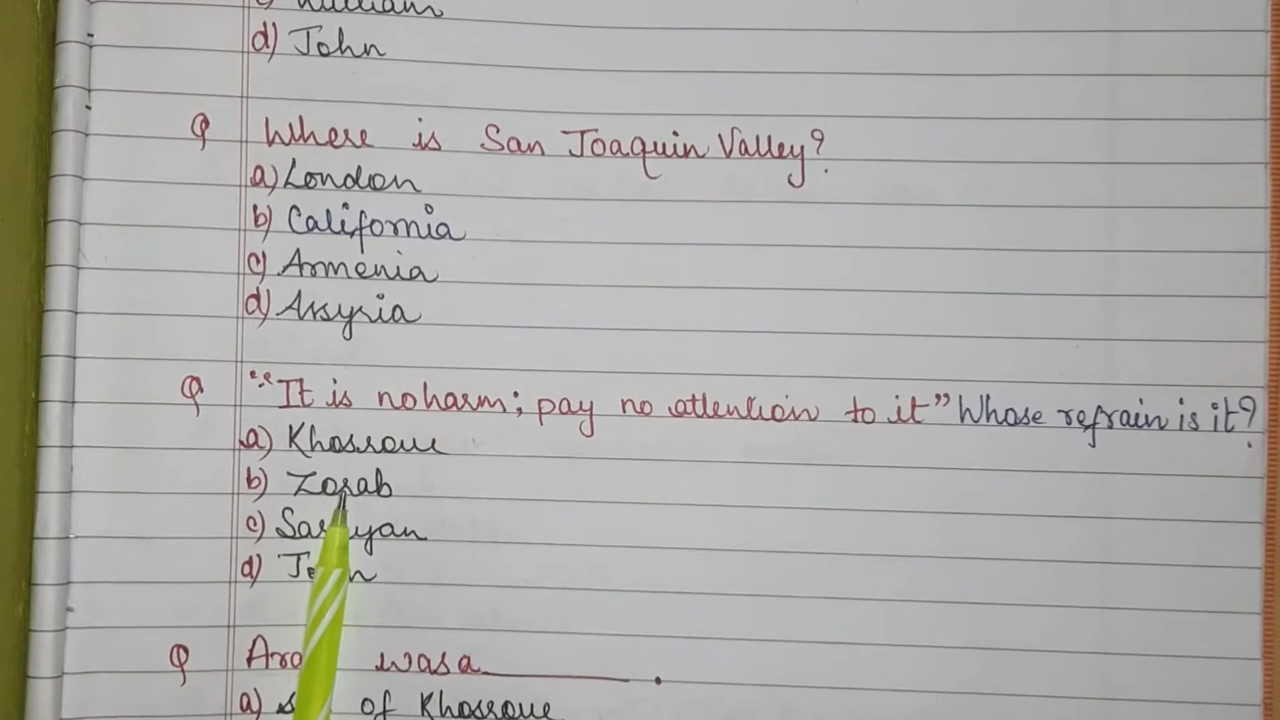 d) John
Q Where is San Joaquin Valley?
a) London
b) California
c) Armenia
d) Assyria
Q "It is no harm; pay no attention to it" Whose refrain is it?
a) Khosrove
b) Zorab
c)
d)
Q was a ______.
a) of Khosrove